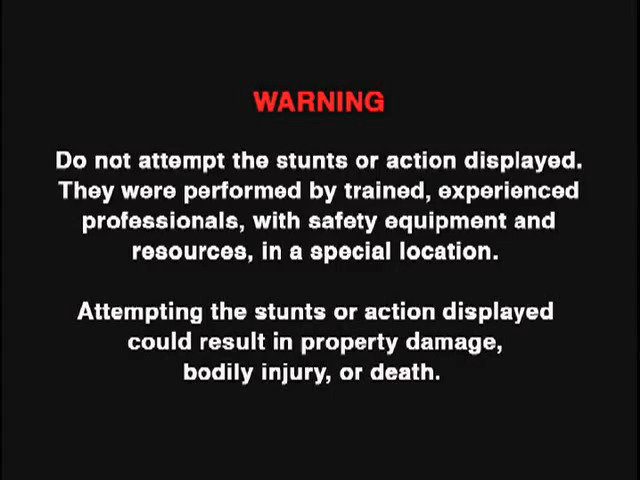 WARNING
Do not attempt the stunts or action displayed.
They were performed by trained, experienced
professionals, with safety equipment and
resources, in a special location.
Attempting the stunts or action displayed
could result in property damage,
bodily injury, or death.